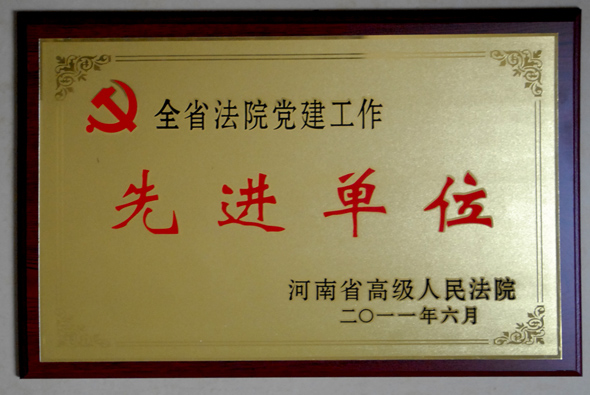 全省法院党建工作
先进单位
河南省高级人民法院
二〇一一年六月